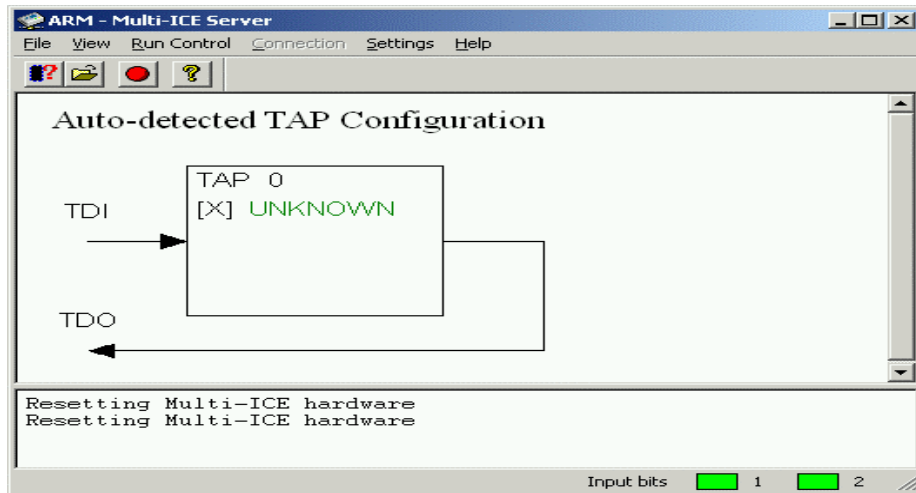 ARM - Multi-ICE Server
File View Run Control Connection Settings Help
Auto-detected TAP Configuration
TAP 0
TDI
[X] UNKNOWN
TDO
Resetting Multi-ICE hardware
Resetting Multi-ICE hardware
Input bits 1 2